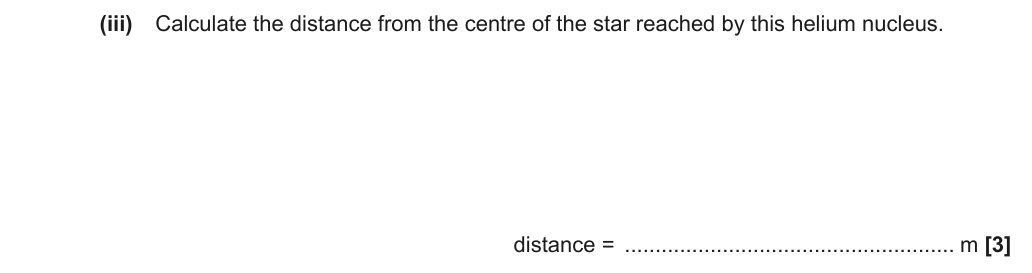 (iii) Calculate the distance from the centre of the star reached by this helium nucleus.
distance = ...................................................... m [3]